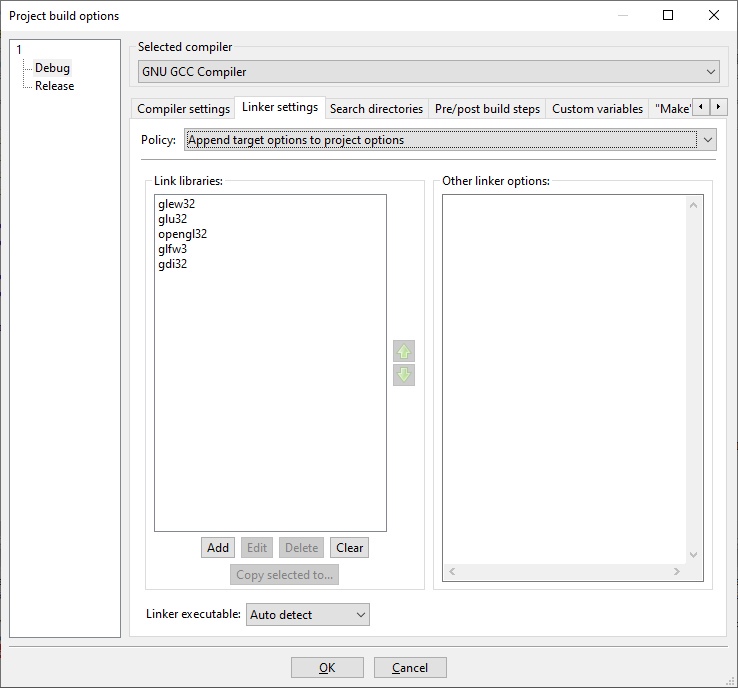 Project build options
1
Debug
Release
Selected compiler
GNU GCC Compiler
Compiler settings Linker settings Search directories Pre/post build steps Custom variables "Make'
Policy: Append target options to project options
Link libraries:
glew32
glu32
opengl32
glfw3
gdi32
Add Edit Delete Clear
Copy selected to...
Other linker options:
Linker executable: Auto detect
OK Cancel